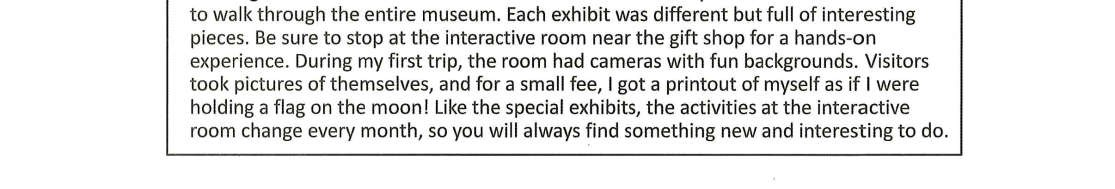 to walk through the entire museum. Each exhibit was different but full of interesting
pieces. Be sure to stop at the interactive room near the gift shop for a hands-on
experience. During my first trip, the room had cameras with fun backgrounds. Visitors
took pictures of themselves, and for a small fee, I got a printout of myself as if I were
holding a flag on the moon! Like the special exhibits, the activities at the interactive
room change every month, so you will always find something new and interesting to do.